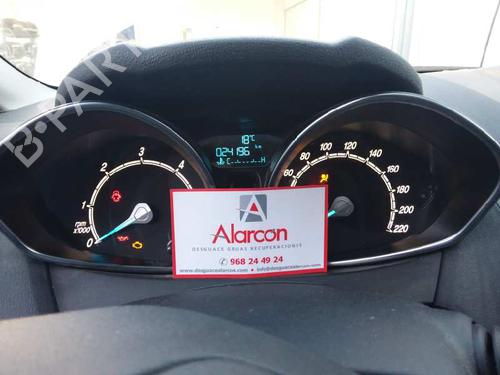 18°C
024196 km
2 3 4
1
0
rpm
x1000
60 80 100 120 140 160 180 200 220
Alarcon
DESGUACE GRUAS RECUPERACIONES
968 24 49 24
www.desguacealarcon.com • info@desguacealarcon.com